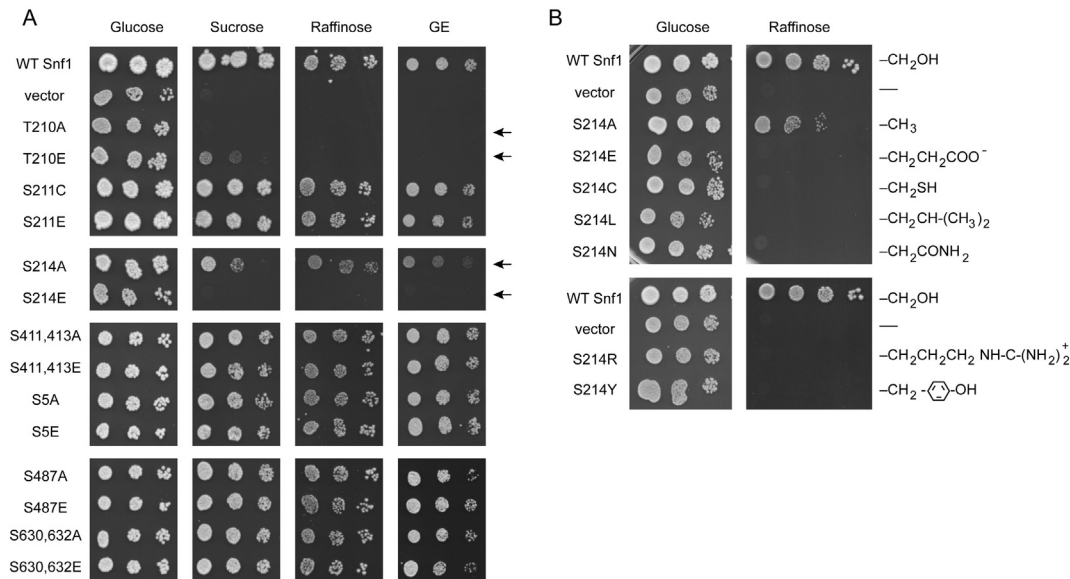 A
Glucose Sucrose Raffinose GE
WT Snf1
vector
T210A
T210E
S211C
S211E
S214A
S214E
S411,413A
S411,413E
S5A
S5E
S487A
S487E
S630,632A
S630,632E
B
Glucose Raffinose
WT Snf1 –CH₂OH
vector —
S214A –CH₃
S214E –CH₂CH₂COO⁻
S214C –CH₂SH
S214L –CH₂CH-(CH₃)₂
S214N –CH₂CONH₂
WT Snf1 –CH₂OH
vector —
S214R –CH₂CH₂CH₂ NH-C-(NH₂)₂⁺
S214Y –CH₂ - -OH